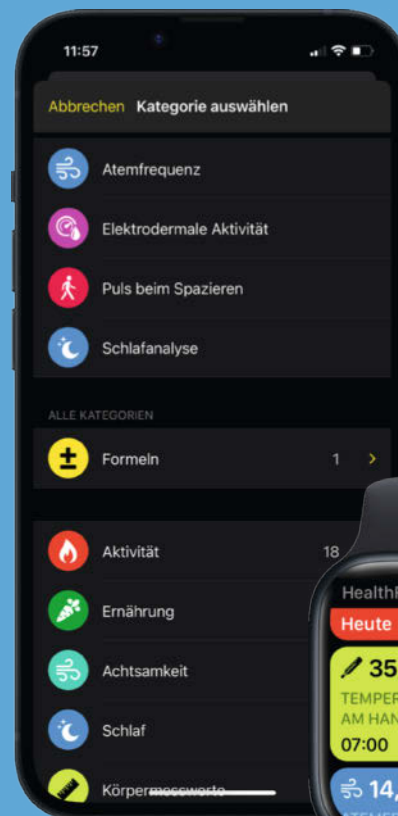 11:57
Abbrechen Kategorie auswählen
Atemfrequenz
Elektrodermale Aktivität
Puls beim Spazieren
Schlafanalyse
ALLE KATEGORIEN
Formeln 1
Aktivität 18
Ernährung
Achtsamkeit
Schlaf
Heute
35
AM
07:00
14,